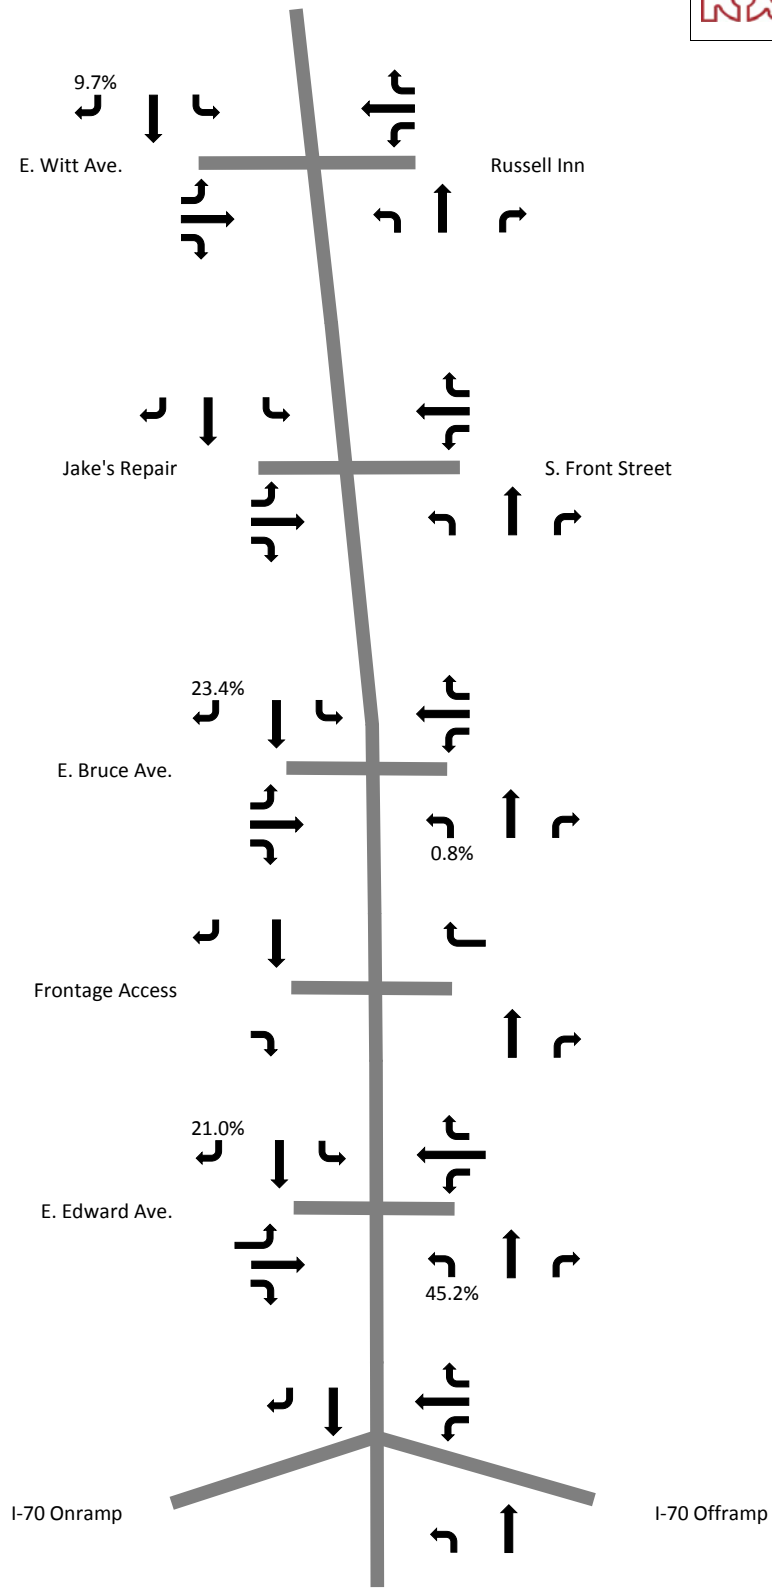 9.7%
E. Witt Ave.
Russell Inn
Jake's Repair
S. Front Street
23.4%
E. Bruce Ave.
0.8%
Frontage Access
21.0%
E. Edward Ave.
45.2%
I-70 Onramp
I-70 Offramp